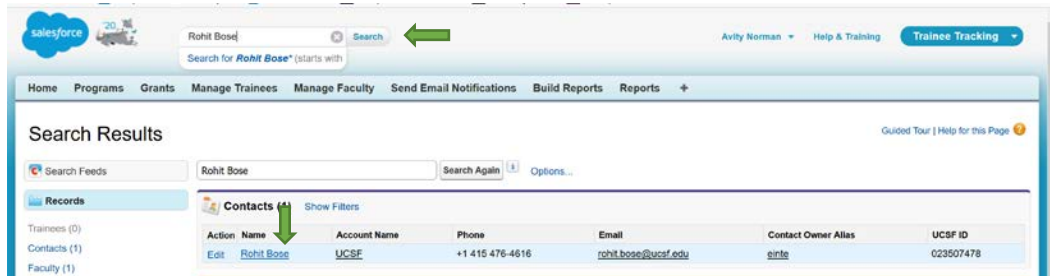 salesforce '20
Rohit Bose Search
Search for Rohit Bose* (starts with
Avity Norman Help & Training Trainee Tracking
Home Programs Grants Manage Trainees Manage Faculty Send Email Notifications Build Reports Reports +
Search Results
Guided Tour | Help for this Page ?
Search Feeds
Rohit Bose Search Again i Options...
Records
Contacts (1) Show Filters
Trainees (0)
Contacts (1)
Faculty (1)
Action Name Account Name Phone Email Contact Owner Alias UCSF ID
Edit Rohit Bose UCSF +1 415 476-4616 rohit.bose@ucsf.edu einte 023507478